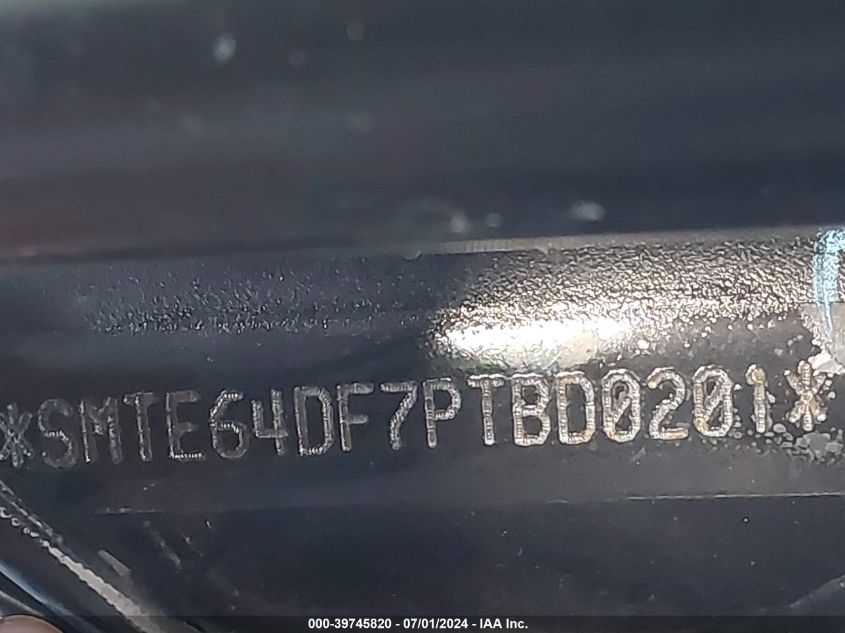 *SMTE64DF7PTBD0201*
000-39745820 - 07/01/2024 - IAA Inc.